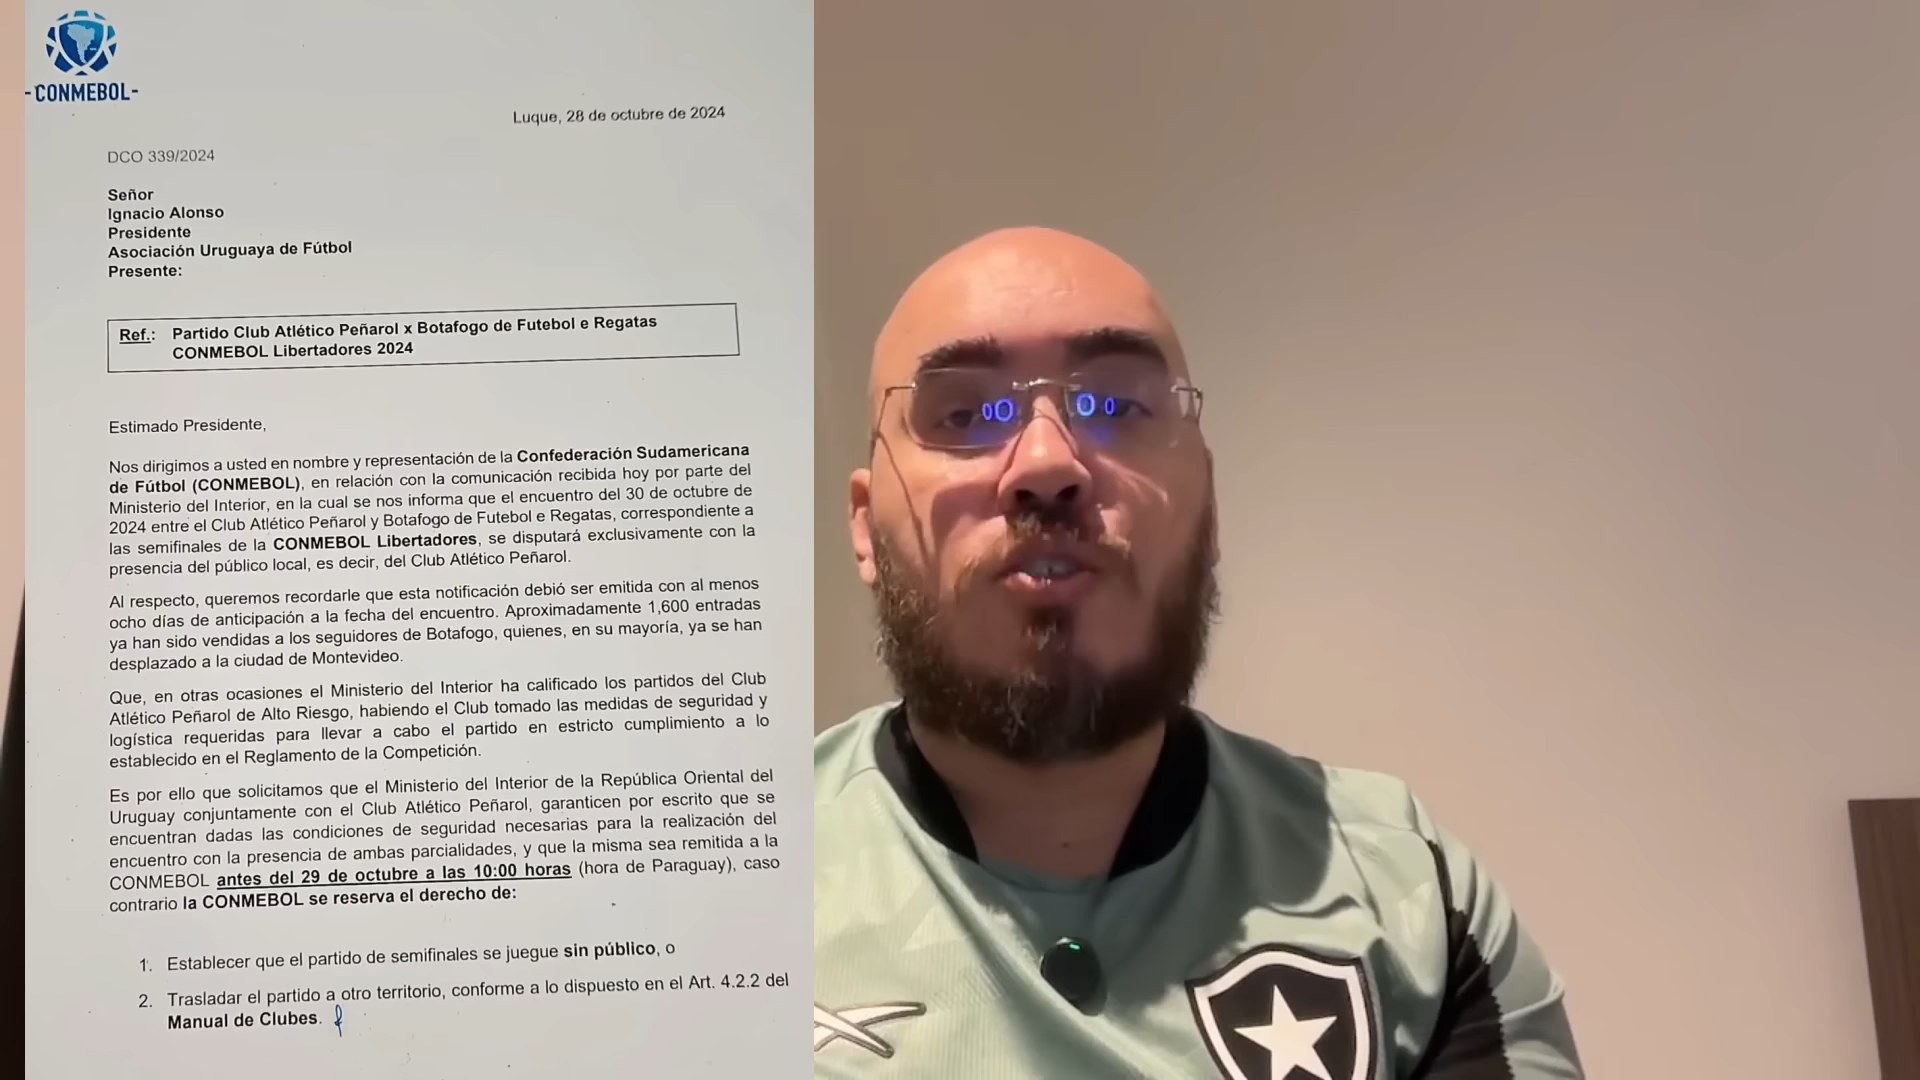 -CONMEBOL-
Luque, 28 de octubre de 2024
DCO 339/2024
Señor
Ignacio Alonso
Presidente
Asociación Uruguaya de Fútbol
Presente:
Ref.: Partido Club Atlético Peñarol x Botafogo de Futebol e Regatas
CONMEBOL Libertadores 2024
Estimado Presidente,
Nos dirigimos a usted en nombre y representación de la Confederación Sudamericana
de Fútbol (CONMEBOL), en relación con la comunicación recibida hoy por parte del
Ministerio del Interior, en la cual se nos informa que el encuentro del 30 de octubre de
2024 entre el Club Atlético Peñarol y Botafogo de Futebol e Regatas, correspondiente a
las semifinales de la CONMEBOL Libertadores, se disputará exclusivamente con la
presencia del público local, es decir, del Club Atlético Peñarol.
Al respecto, queremos recordarle que esta notificación debió ser emitida con al menos
ocho días de anticipación a la fecha del encuentro. Aproximadamente 1,600 entradas
ya han sido vendidas a los seguidores de Botafogo, quienes, en su mayoría, ya se han
desplazado a la ciudad de Montevideo.
Que, en otras ocasiones el Ministerio del Interior ha calificado los partidos del Club
Atlético Peñarol de Alto Riesgo, habiendo el Club tomado las medidas de seguridad y
logística requeridas para llevar a cabo el partido en estricto cumplimiento a lo
establecido en el Reglamento de la Competición.
Es por ello que solicitamos que el Ministerio del Interior de la República Oriental del
Uruguay conjuntamente con el Club Atlético Peñarol, garanticen por escrito que se
encuentran dadas las condiciones de seguridad necesarias para la realización del
encuentro con la presencia de ambas parcialidades, y que la misma sea remitida a la
CONMEBOL antes del 29 de octubre a las 10:00 horas (hora de Paraguay), caso
contrario la CONMEBOL se reserva el derecho de:
1. Establecer que el partido de semifinales se juegue sin público, o
2. Trasladar el partido a otro territorio, conforme a lo dispuesto en el Art. 4.2.2 del
Manual de Clubes.